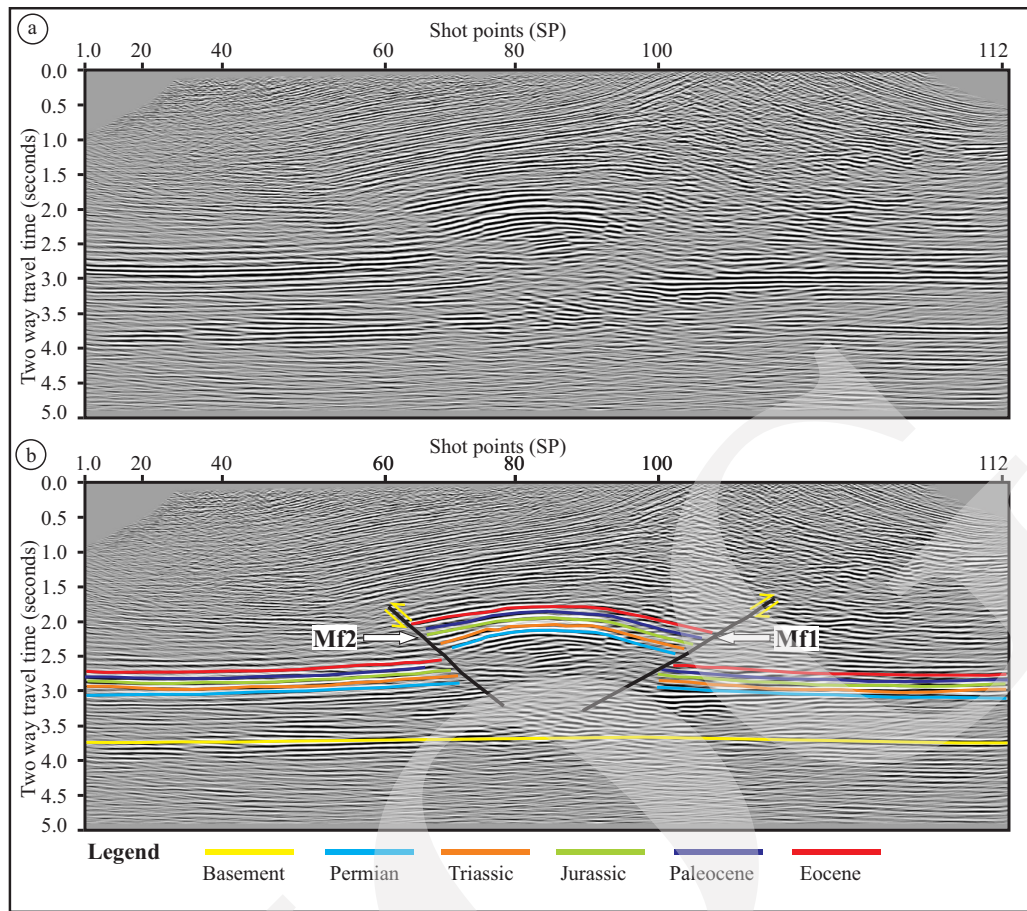 a
Shot points (SP)
1.0 20 40 60 80 100 112
Two way travel time (seconds)
0.0
0.5
1.0
1.5
2.0
2.5
3.0
3.5
4.0
4.5
5.0
b
Shot points (SP)
1.0 20 40 60 80 100 112
Two way travel time (seconds)
0.0
0.5
1.0
1.5
2.0
2.5
3.0
3.5
4.0
4.5
5.0
Mf2 Mf1
Legend
Basement Permian Triassic Jurassic Paleocene Eocene